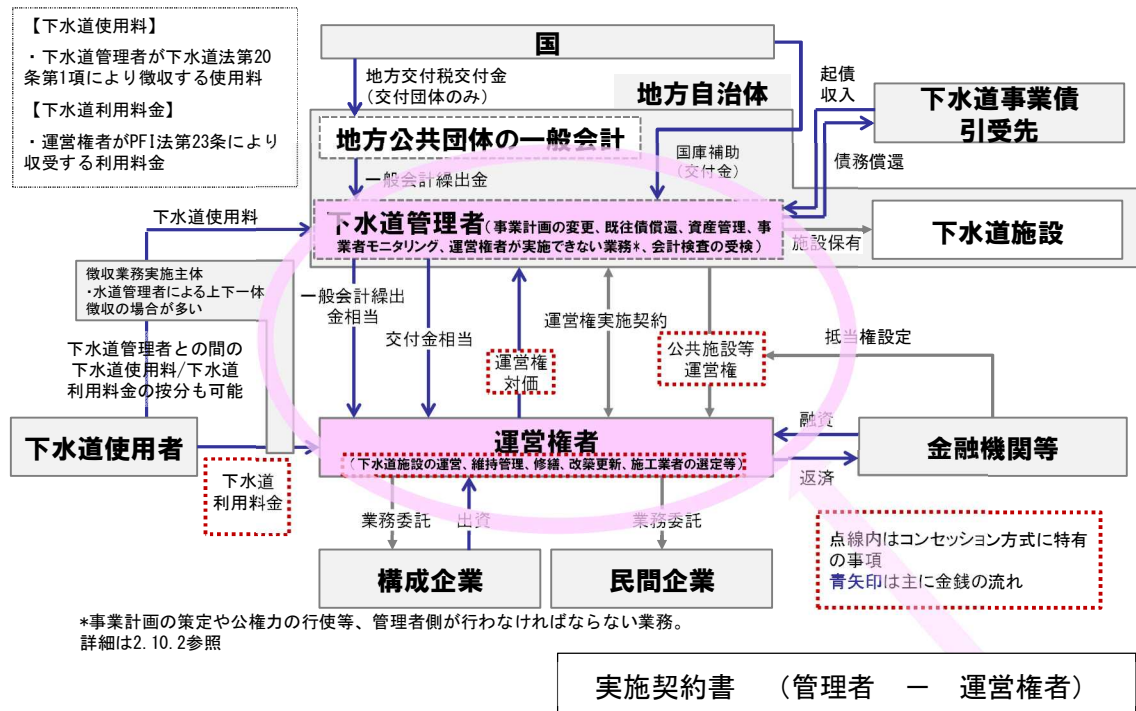 【下水道使用料】
・下水道管理者が下水道法第20
条第1項により徴収する使用料
【下水道利用料金】
・運営権者がPFI法第23条により
収受する利用料金
国
地方交付税交付金
(交付団体のみ)
地方自治体
起債
収入
下水道事業債
引受先
地方公共団体の一般会計
国庫補助
(交付金)
債務償還
一般会計繰出金
下水道使用料
下水道管理者(事業計画の変更、既往債償還、資産管理、事
業者モニタリング、運営権者が実施できない業務*、会計検査の受検)
施設保有
下水道施設
徴収業務実施主体
・水道管理者による上下一体
徴収の場合が多い
一般会計繰出
金相当
交付金相当
運営権
対価
運営権実施契約
公共施設等
運営権
抵当権設定
下水道管理者との間の
下水道使用料/下水道
利用料金の按分も可能
下水道使用者
運営権者
(下水道施設の運営、維持管理、修繕、改築更新、施工業者の選定等)
融資
返済
金融機関等
下水道
利用料金
業務委託
出資
業務委託
構成企業
民間企業
点線内はコンセッション方式に特有
の事項
青矢印は主に金銭の流れ
*事業計画の策定や公権力の行使等、管理者側が行わなければならない業務。
詳細は2.10.2参照
実施契約書 (管理者 － 運営権者)